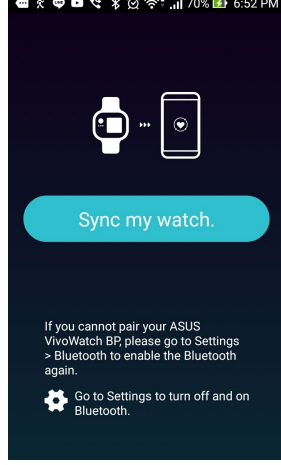 70% 6:52 PM
Sync my watch.
If you cannot pair your ASUS
VivoWatch BP, please go to Settings
> Bluetooth to enable the Bluetooth
again.
Go to Settings to turn off and on
Bluetooth.